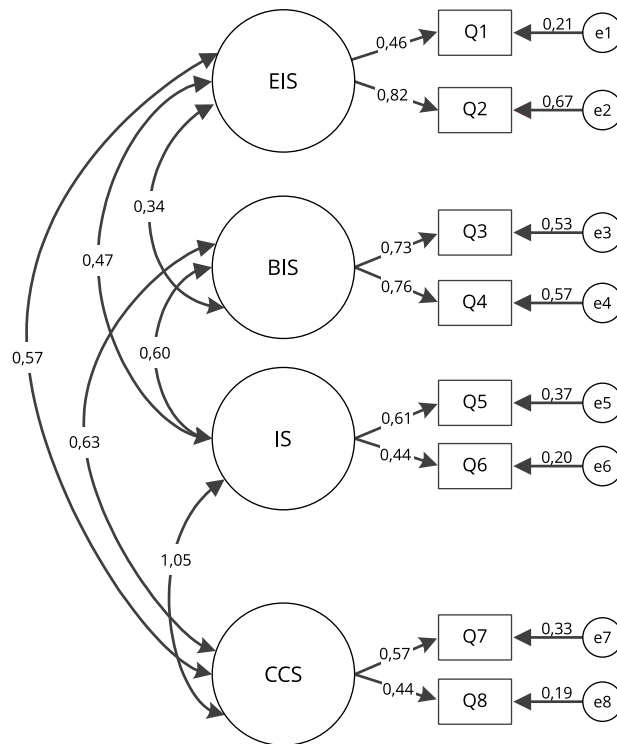 0,46 Q1 0,21 e1
EIS
0,82 Q2 0,67 e2
0,34
0,73 Q3 0,53 e3
0,47 BIS
0,76 Q4 0,57 e4
0,57 0,60
0,61 Q5 0,37 e5
0,63 IS
0,44 Q6 0,20 e6
1,05
0,57 Q7 0,33 e7
CCS
0,44 Q8 0,19 e8